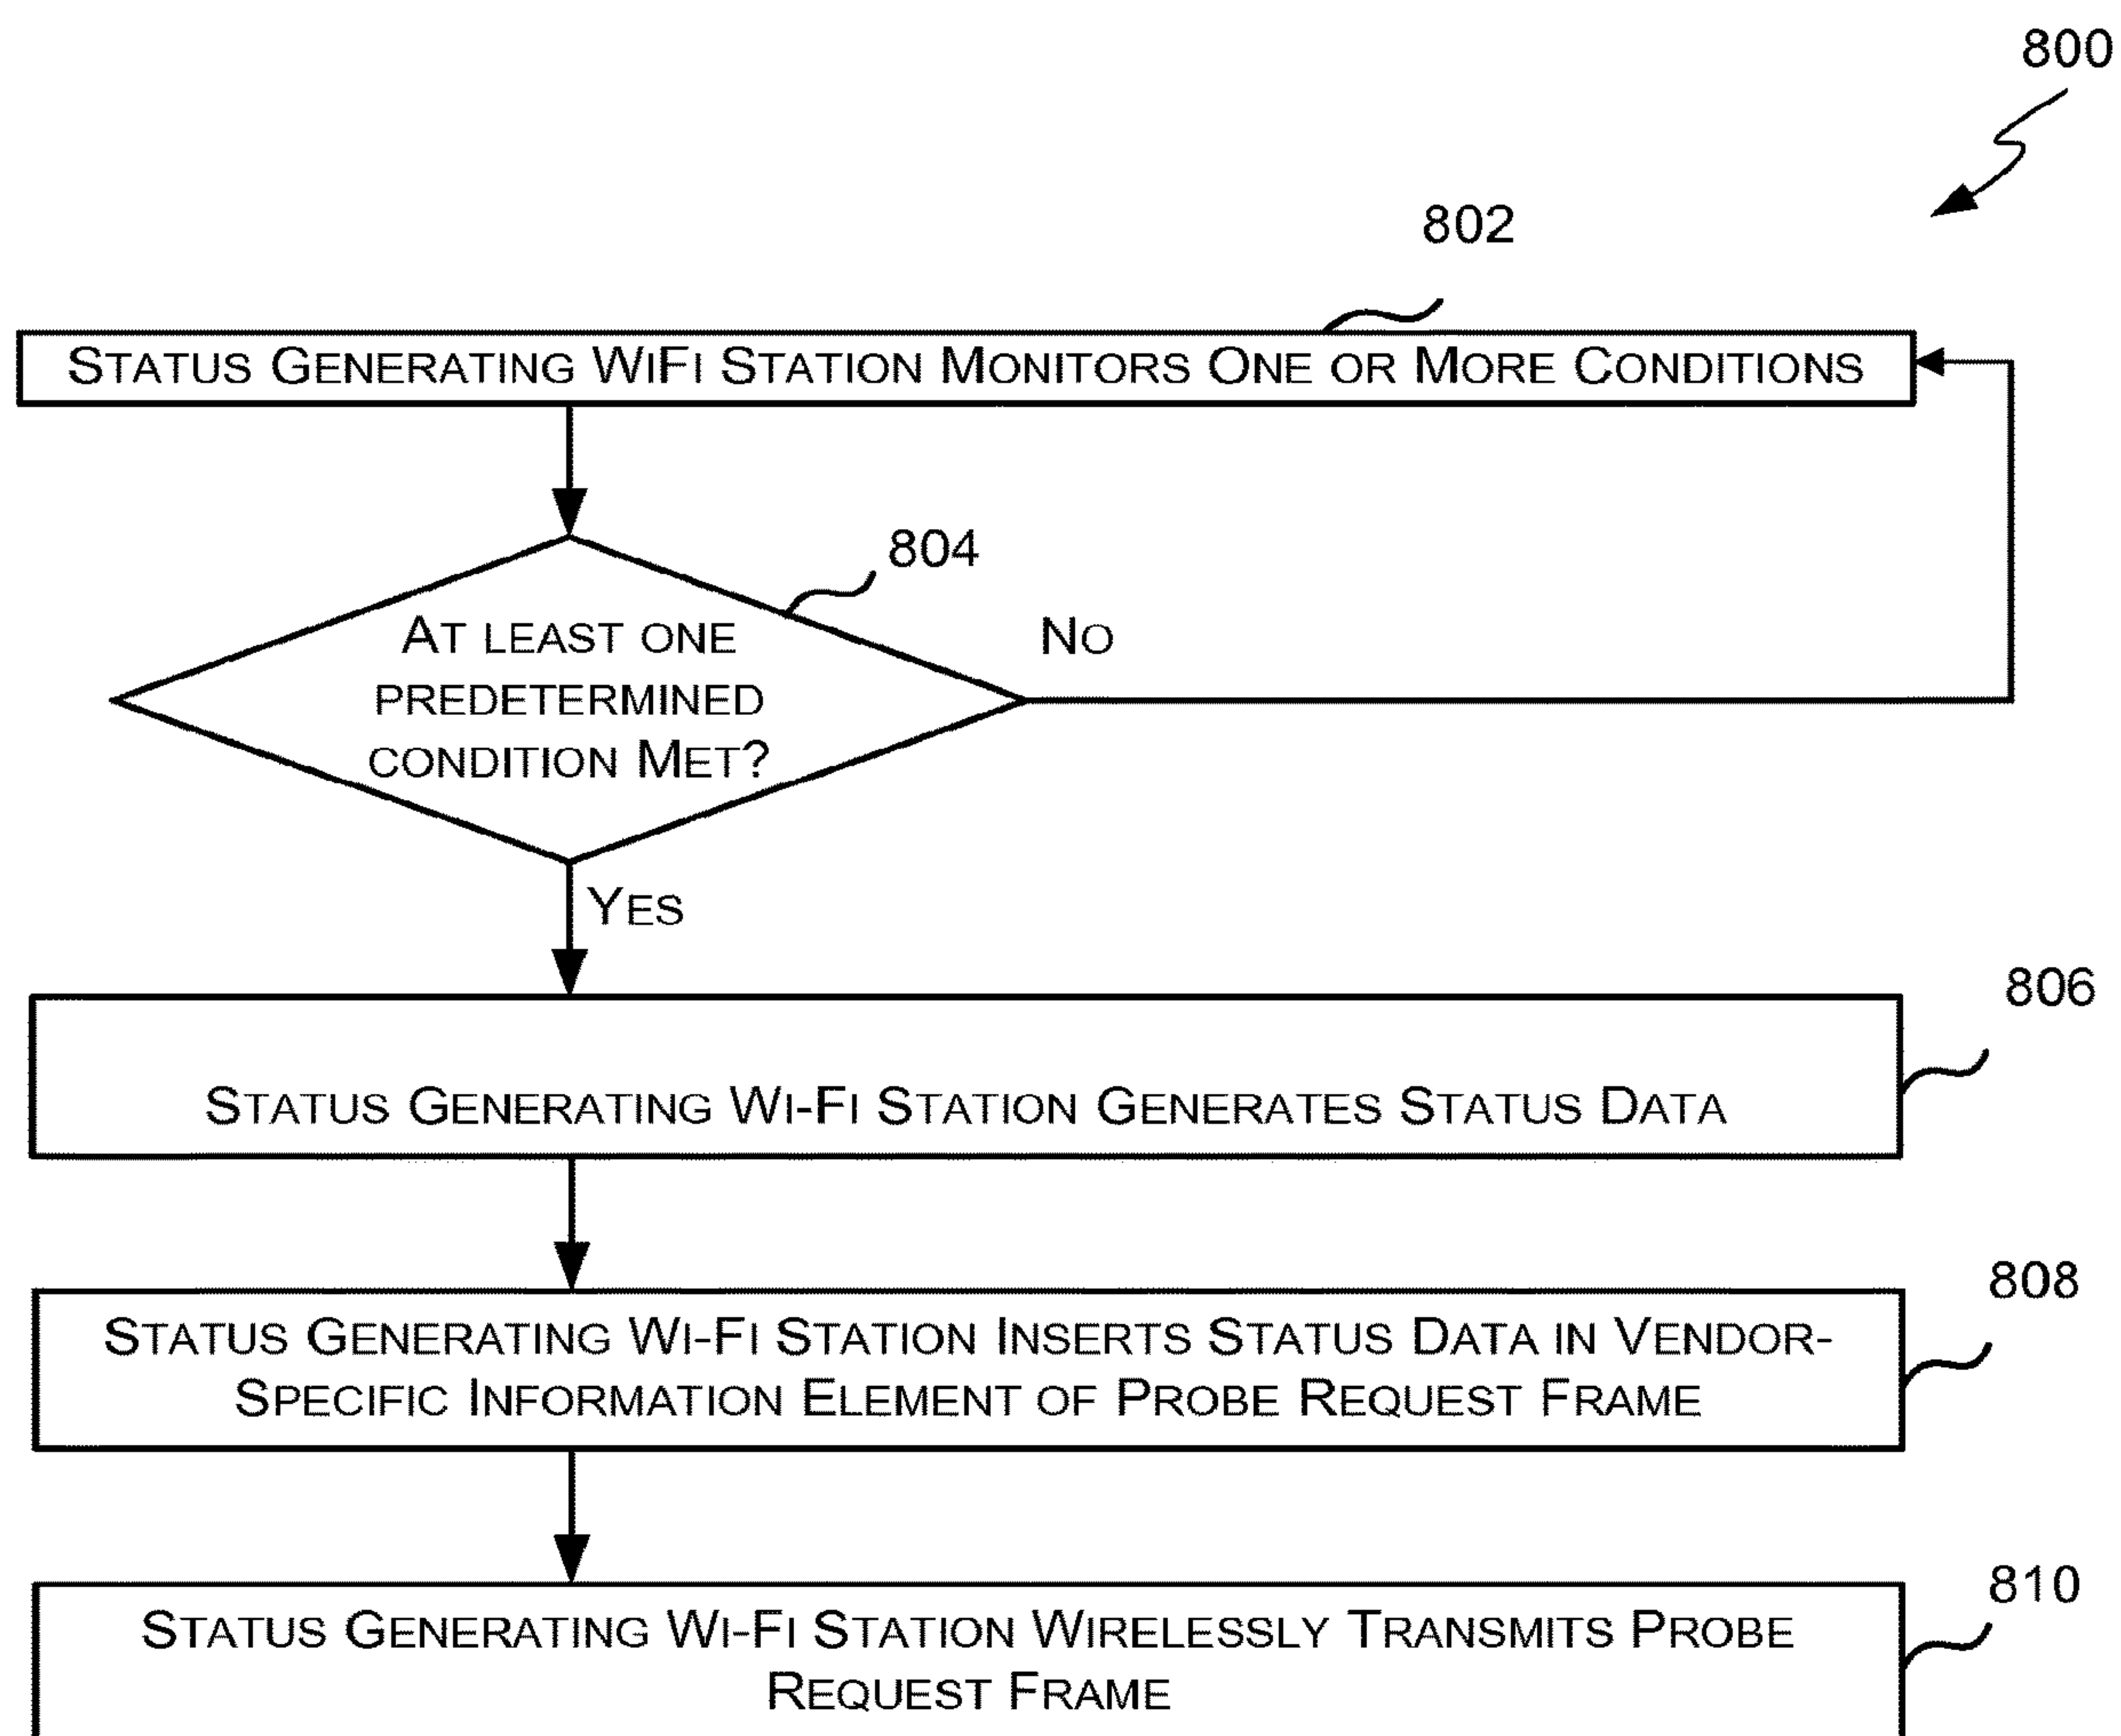 800
802
Status Generating WiFi Station Monitors One or More Conditions
804
At least one
predetermined
condition Met?
No
Yes
806
Status Generating Wi-Fi Station Generates Status Data
808
Status Generating Wi-Fi Station Inserts Status Data in Vendor-
Specific Information Element of Probe Request Frame
810
Status Generating Wi-Fi Station Wirelessly Transmits Probe
Request Frame